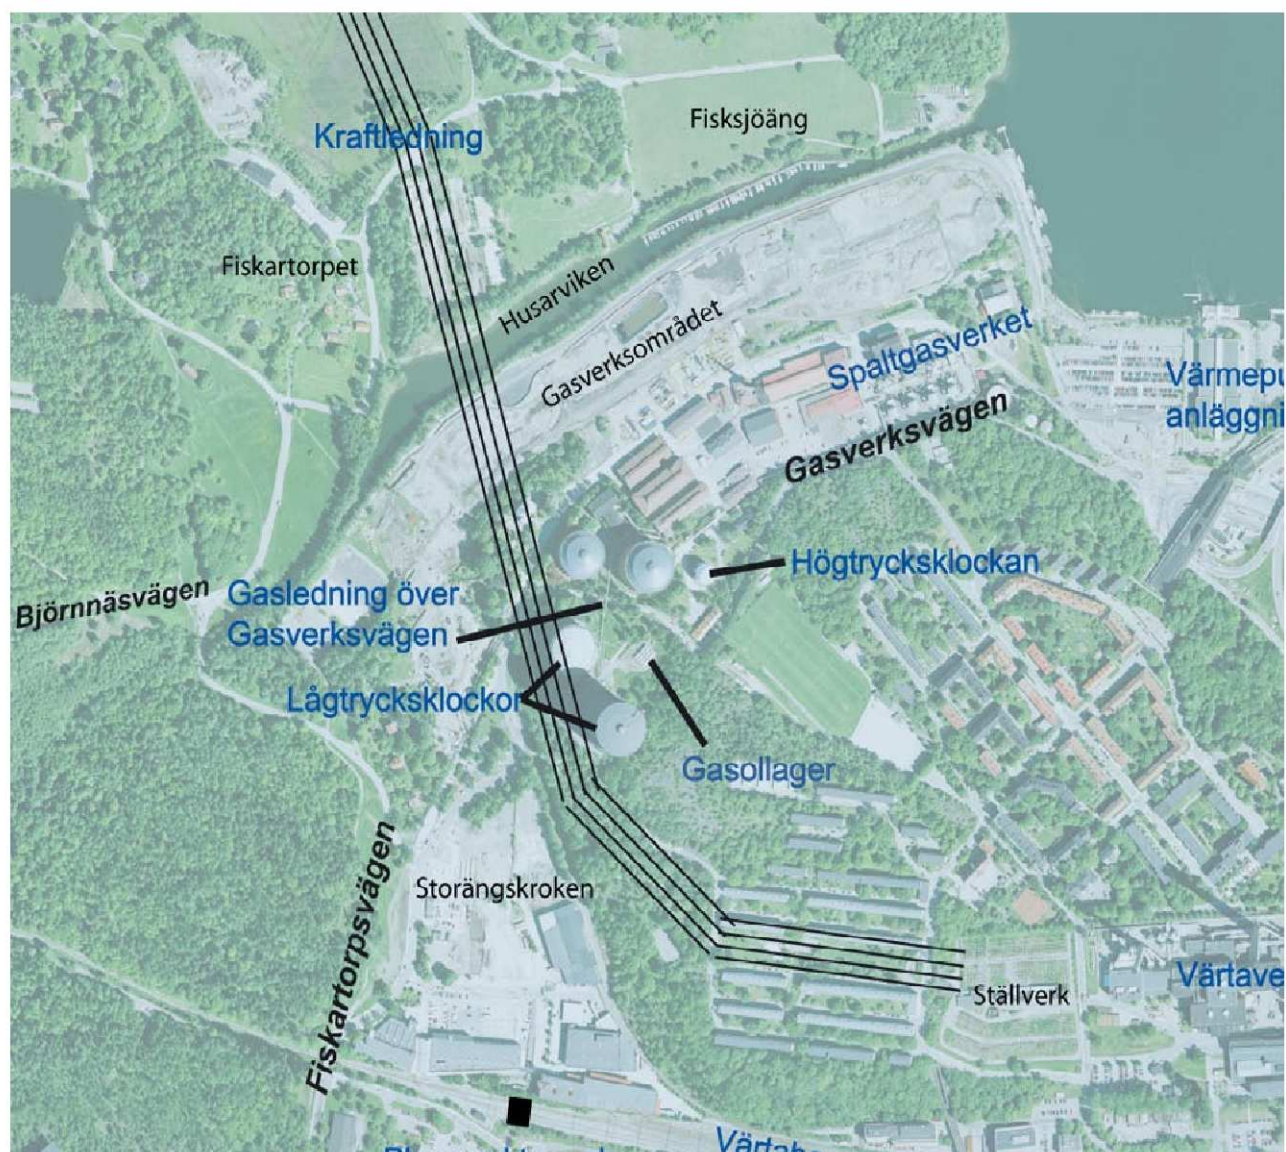 Fisksjöäng
Kraftledning
Fiskartorpet
Husarviken
Gasverksområdet
Spaltgasverket
Gasverksvägen
Björnnäsvägen
Gasledning över
Gasverksvägen
Högtrycksklockan
Lågtrycksklockor
Gasollager
Storängskroken
Fiskartorpsvägen
Ställverk